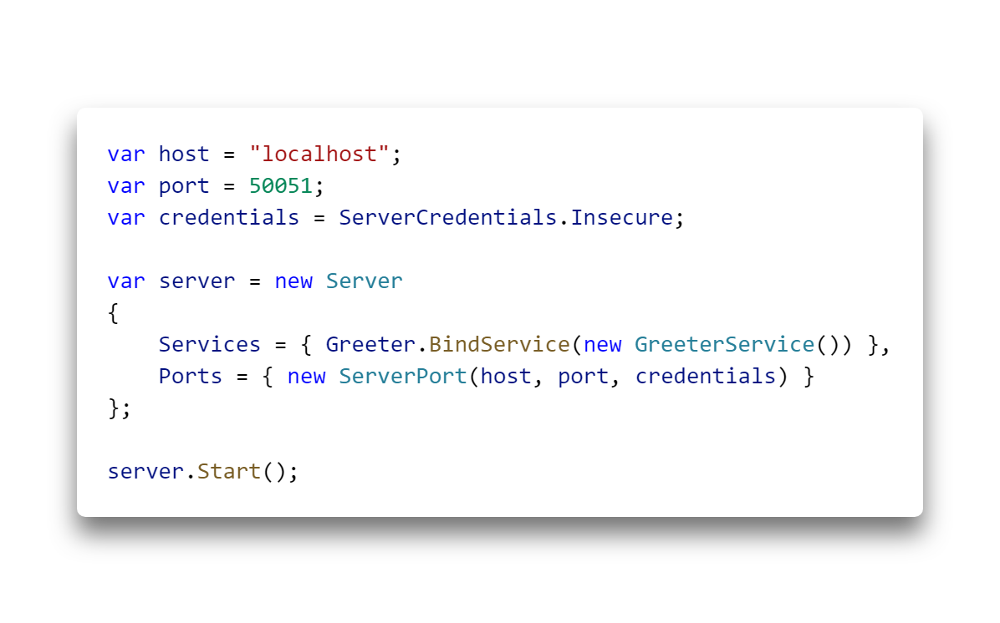 var host = "localhost";
var port = 50051;
var credentials = ServerCredentials.Insecure;
var server = new Server
{
    Services = { Greeter.BindService(new GreeterService()) },
    Ports = { new ServerPort(host, port, credentials) }
};
server.Start();